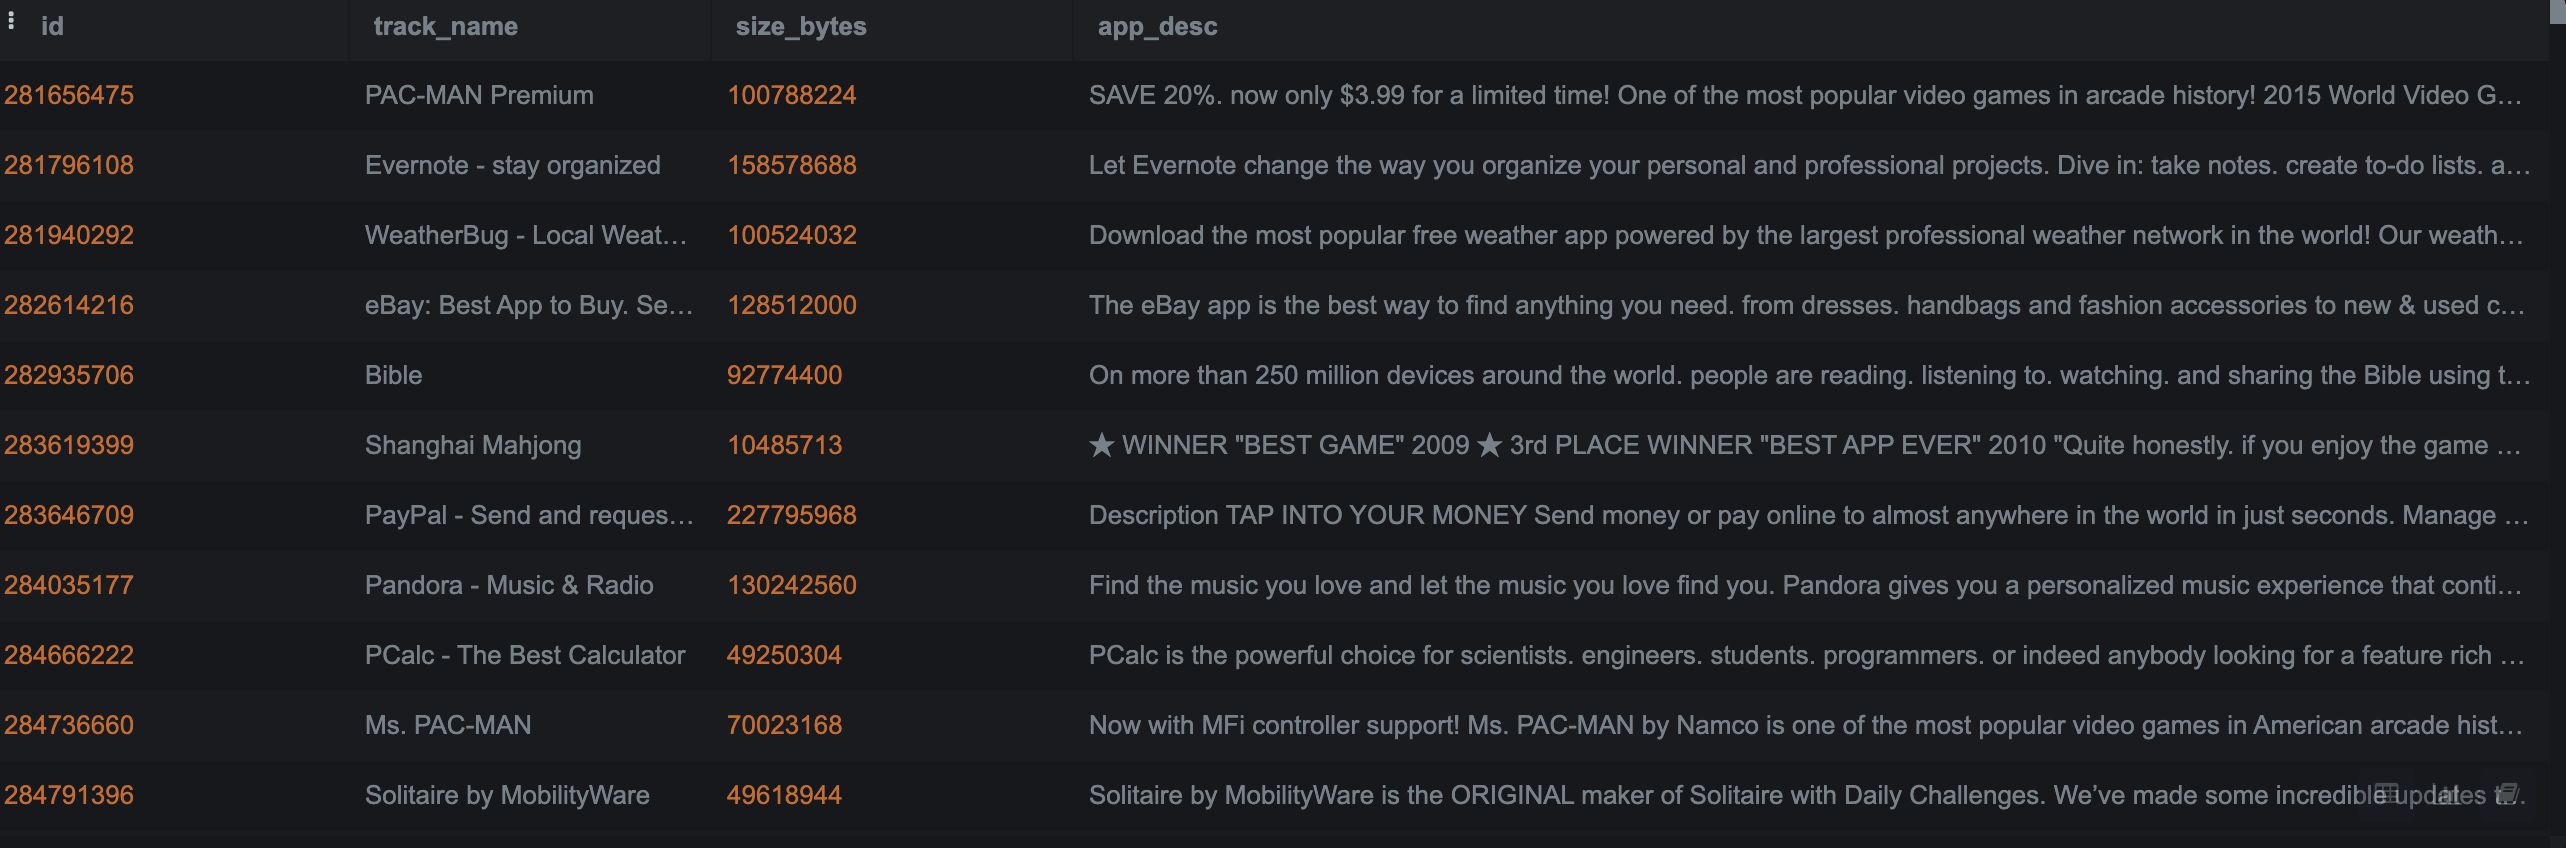 id track_name size_bytes app_desc
281656475 PAC-MAN Premium 100788224 SAVE 20%. now only $3.99 for a limited time! One of the most popular video games in arcade history! 2015 World Video G…
281796108 Evernote - stay organized 158578688 Let Evernote change the way you organize your personal and professional projects. Dive in: take notes. create to-do lists. a…
281940292 WeatherBug - Local Weat… 100524032 Download the most popular free weather app powered by the largest professional weather network in the world! Our weath…
282614216 eBay: Best App to Buy. Se… 128512000 The eBay app is the best way to find anything you need. from dresses. handbags and fashion accessories to new & used c…
282935706 Bible 92774400 On more than 250 million devices around the world. people are reading. listening to. watching. and sharing the Bible using t…
283619399 Shanghai Mahjong 10485713 ★ WINNER "BEST GAME" 2009 ★ 3rd PLACE WINNER "BEST APP EVER" 2010 "Quite honestly. if you enjoy the game …
283646709 PayPal - Send and reques… 227795968 Description TAP INTO YOUR MONEY Send money or pay online to almost anywhere in the world in just seconds. Manage …
284035177 Pandora - Music & Radio 130242560 Find the music you love and let the music you love find you. Pandora gives you a personalized music experience that conti…
284666222 PCalc - The Best Calculator 49250304 PCalc is the powerful choice for scientists. engineers. students. programmers. or indeed anybody looking for a feature rich …
284736660 Ms. PAC-MAN 70023168 Now with MFi controller support! Ms. PAC-MAN by Namco is one of the most popular video games in American arcade hist…
284791396 Solitaire by MobilityWare 49618944 Solitaire by MobilityWare is the ORIGINAL maker of Solitaire with Daily Challenges. We’ve made some incredible updates t…